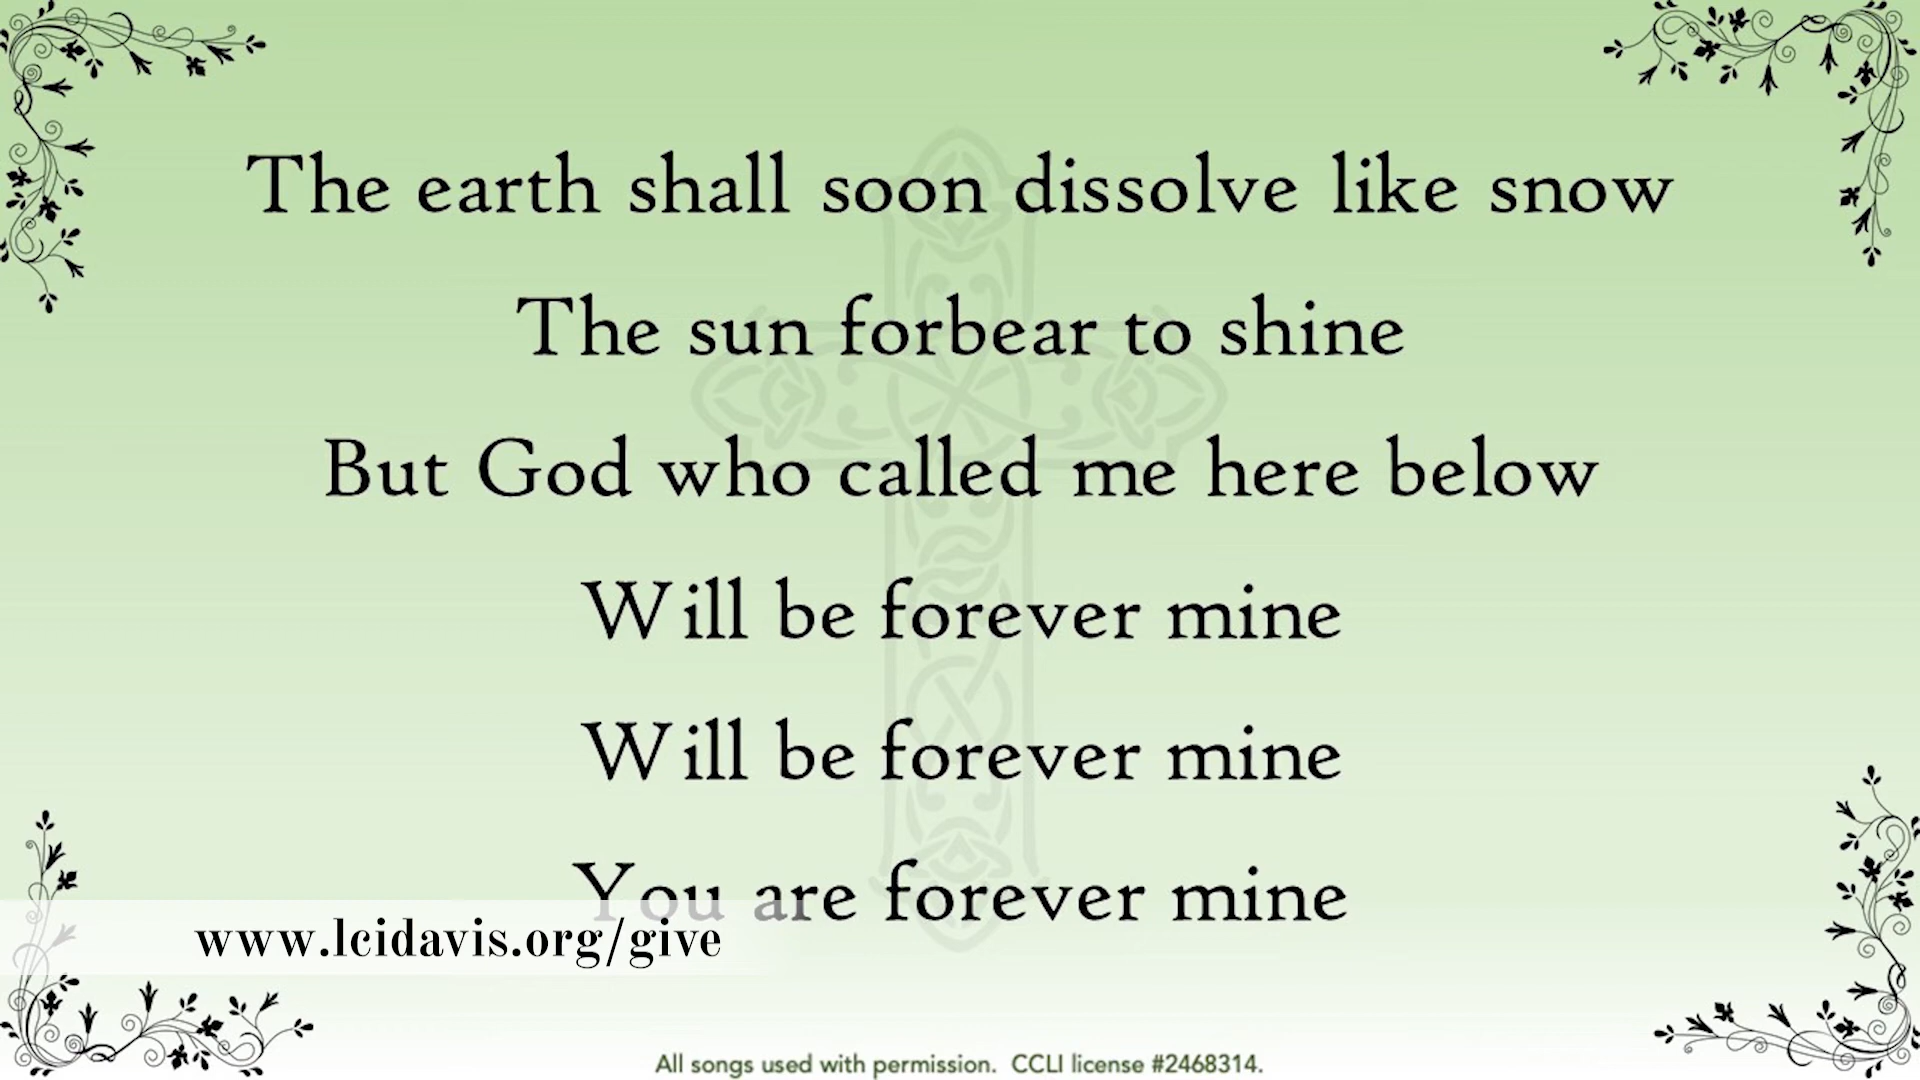 The earth shall soon dissolve like snow
The sun forbear to shine
But God who called me here below
Will be forever mine
Will be forever mine
You are forever mine
www.lcidavis.org/give
All songs used with permission. CCLI license #2468314.